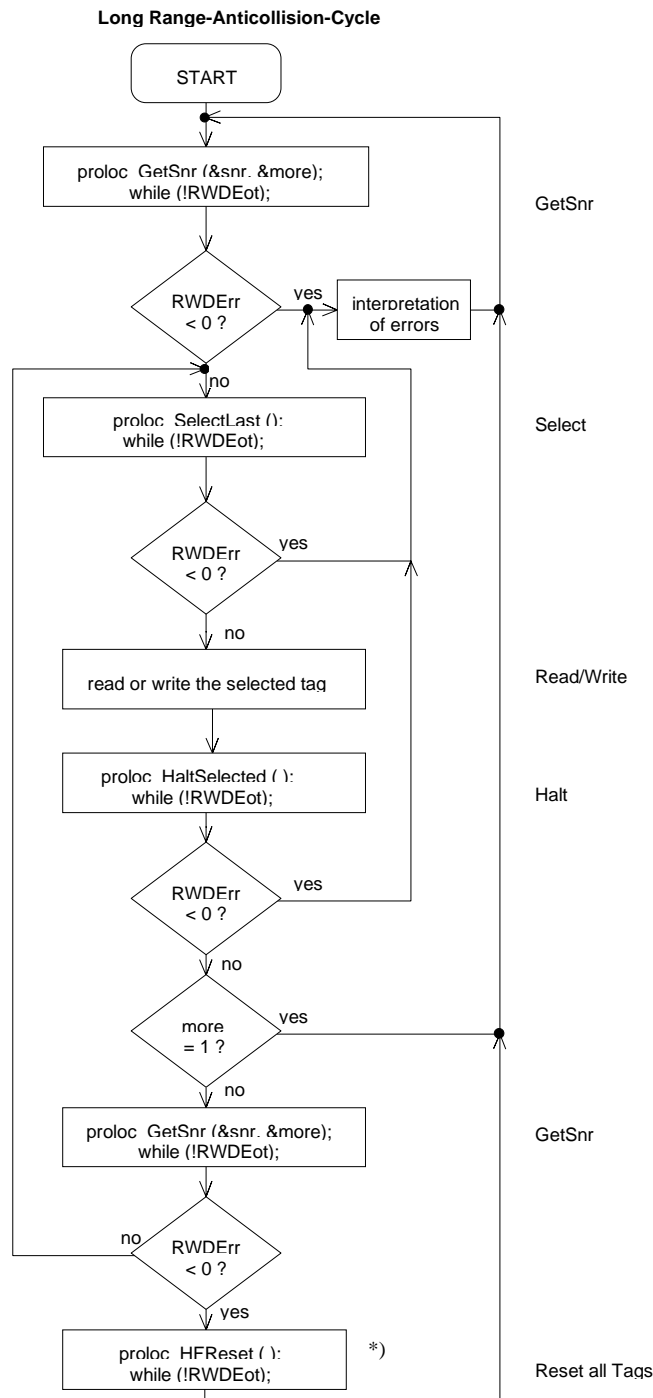 Long Range-Anticollision-Cycle
START
proloc_GetSnr (&snr, &more);
while (!RWDEot);
GetSnr
RWDErr
< 0 ?
yes
interpretation
of errors
no
proloc_SelectLast ();
while (!RWDEot);
Select
RWDErr
< 0 ?
yes
no
read or write the selected tag
Read/Write
proloc_HaltSelected ( );
while (!RWDEot);
Halt
RWDErr
< 0 ?
yes
no
more
= 1 ?
yes
no
proloc_GetSnr (&snr, &more);
while (!RWDEot);
GetSnr
no
RWDErr
< 0 ?
yes
proloc_HFReset ( );
while (!RWDEot);
*)
Reset all Tags